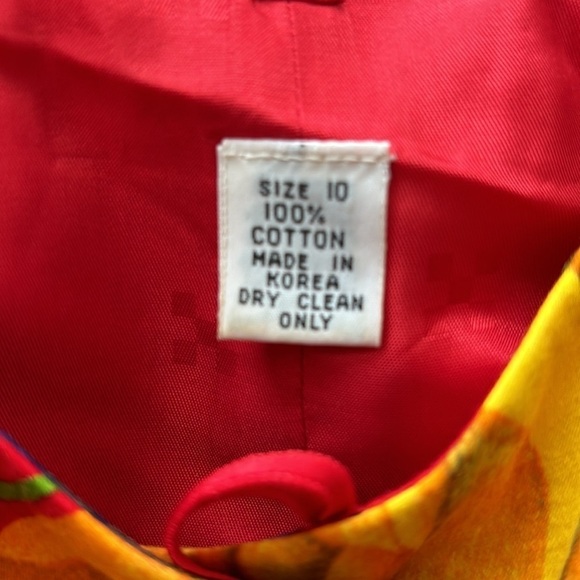 SIZE 10
100%
COTTON
MADE IN
KOREA
DRY CLEAN
ONLY